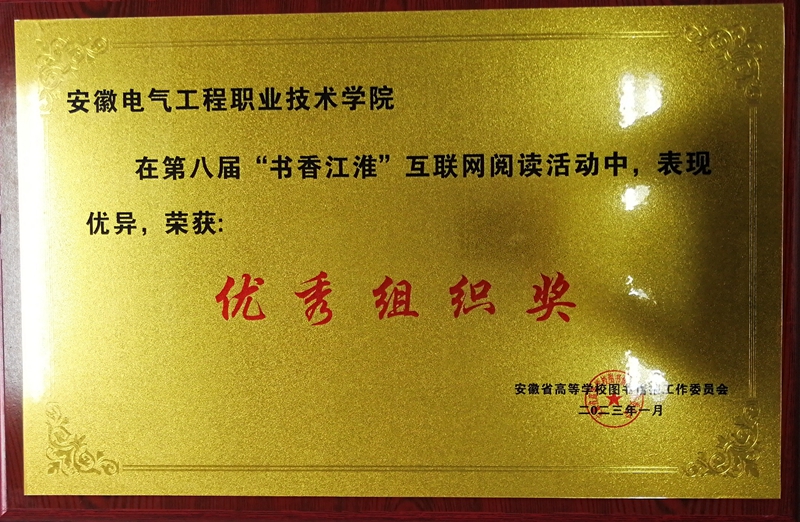 安徽电气工程职业技术学院
在第八届“书香江淮”互联网阅读活动中，表现
优异，荣获：
优秀组织奖
安徽省高等学校图书 工作委员会
二〇二三年一月